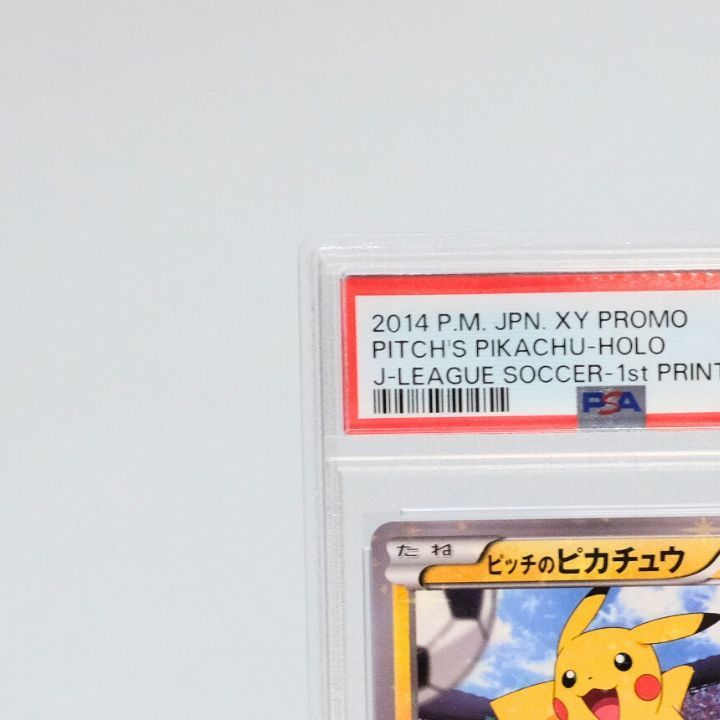 2014 P.M. JPN. XY PROMO
PITCH'S PIKACHU-HOLO
J-LEAGUE SOCCER-1st PRINT
PSA
たね
ピッチのピカチュウ